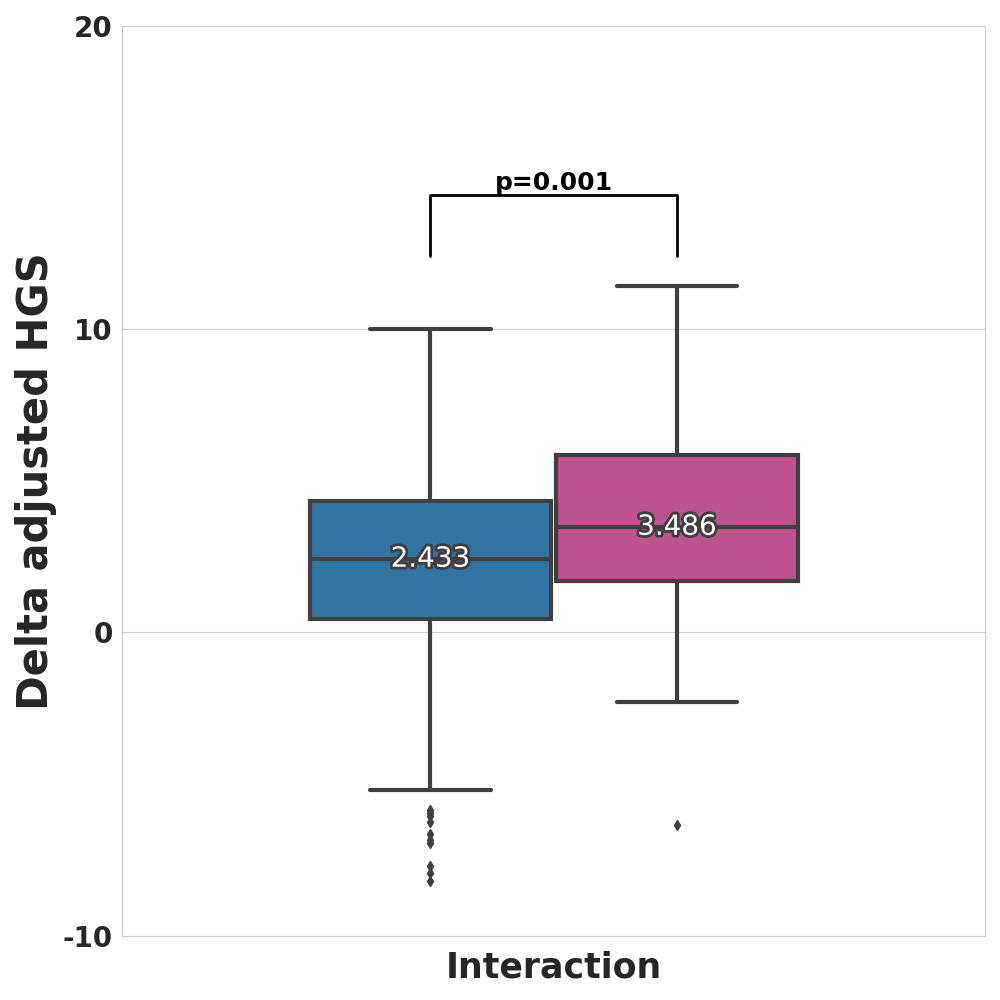 20
p=0.001
10
3.486
2.433
0
-10
Delta adjusted HGS
Interaction